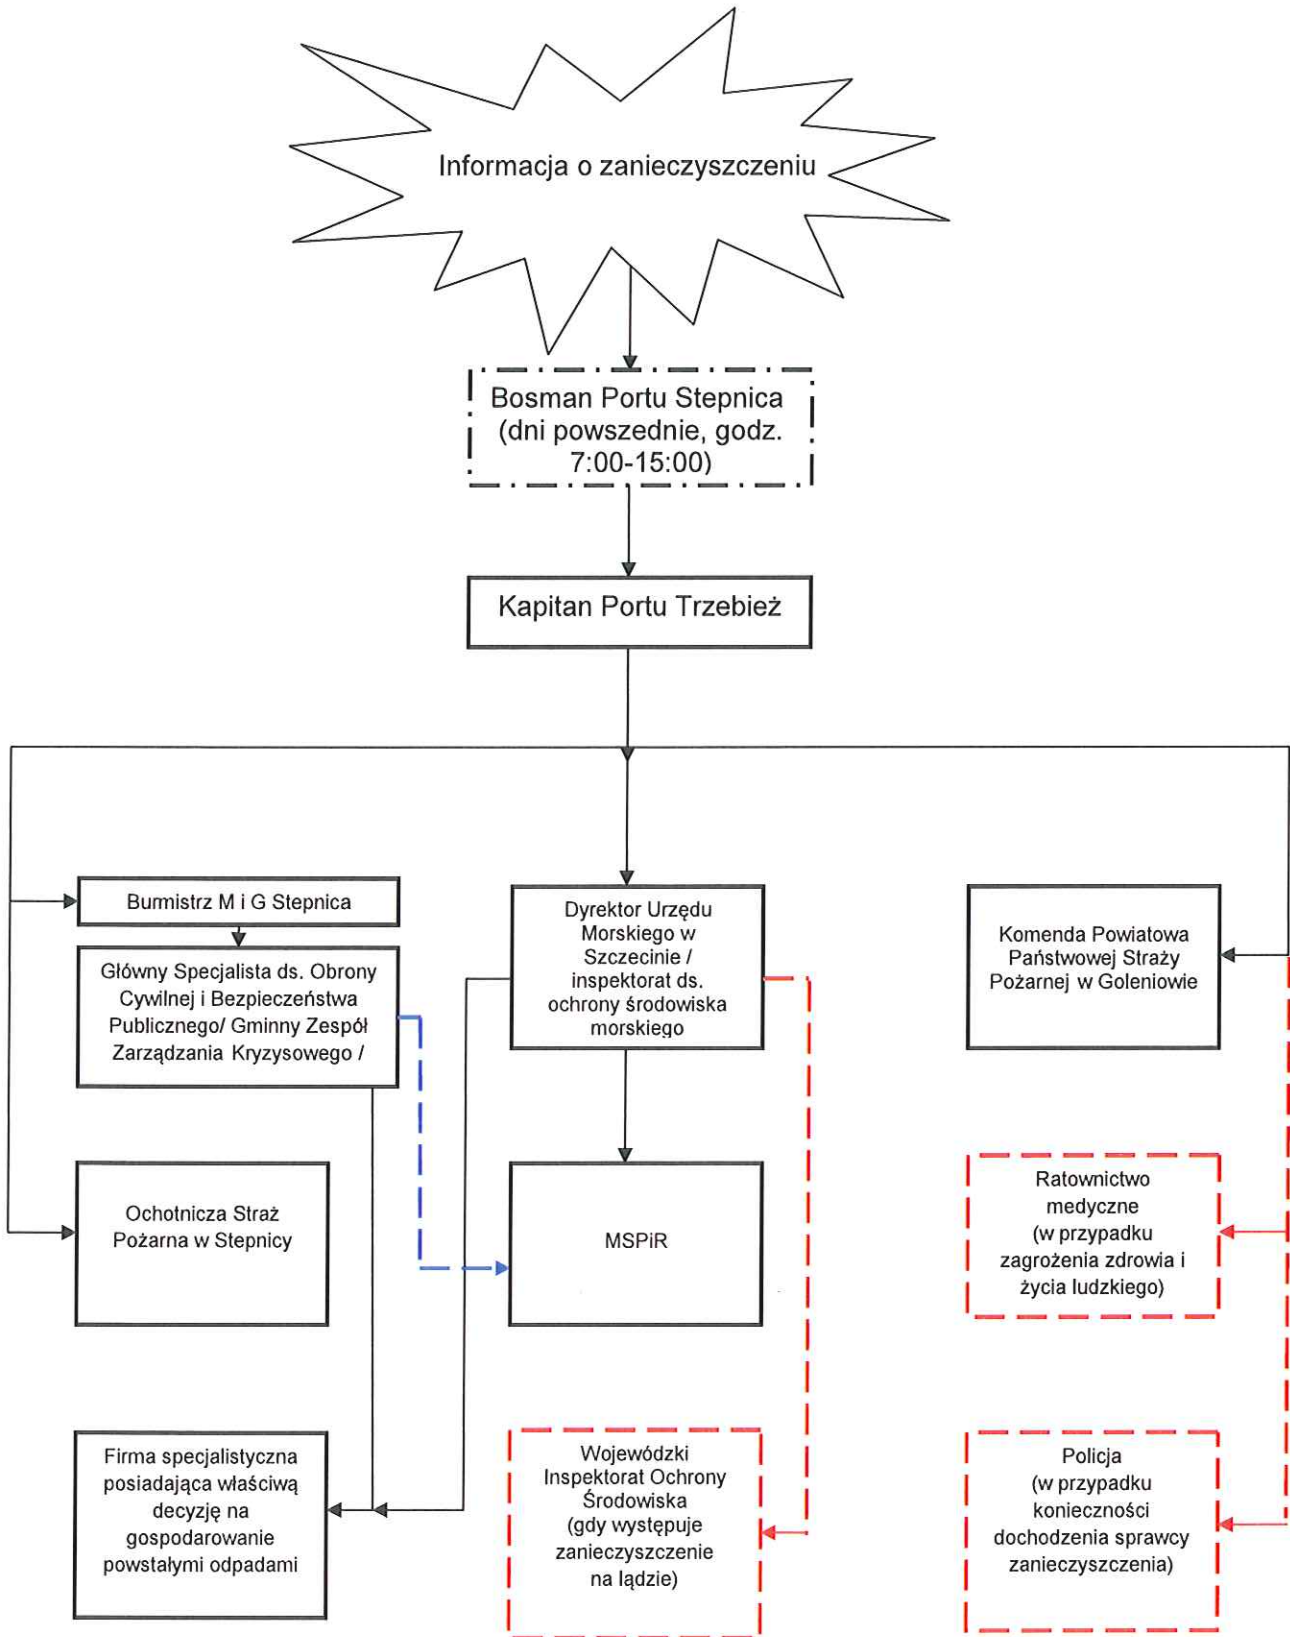 Informacja o zanieczyszczeniu
Bosman Portu Stepnica
(dni powszednie, godz.
7:00-15:00)
Kapitan Portu Trzebież
Burmistrz M i G Stepnica
Główny Specjalista ds. Obrony
Cywilnej i Bezpieczeństwa
Publicznego/ Gminny Zespół
Zarządzania Kryzysowego /
Dyrektor Urzędu
Morskiego w
Szczecinie /
inspektorat ds.
ochrony środowiska
morskiego
Komenda Powiatowa
Państwowej Straży
Pożarnej w Goleniowie
Ochotnicza Straż
Pożarna w Stepnicy
MSPiR
Ratownictwo
medyczne
(w przypadku
zagrożenia zdrowia i
życia ludzkiego)
Firma specjalistyczna
posiadająca właściwą
decyzję na
gospodarowanie
powstałymi odpadami
Wojewódzki
Inspektorat Ochrony
Środowiska
(gdy występuje
zanieczyszczenie
na lądzie)
Policja
(w przypadku
konieczności
dochodzenia sprawcy
zanieczyszczenia)